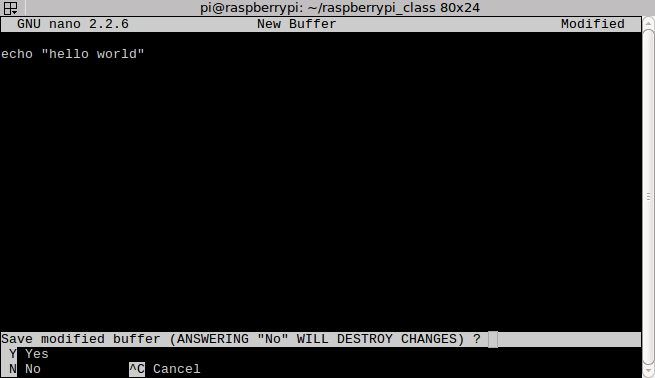 pi@raspberrypi: ~/raspberrypi_class 80x24
GNU nano 2.2.6 New Buffer Modified
echo "hello world"
Save modified buffer (ANSWERING "No" WILL DESTROY CHANGES) ?
Y Yes
N No ^C Cancel